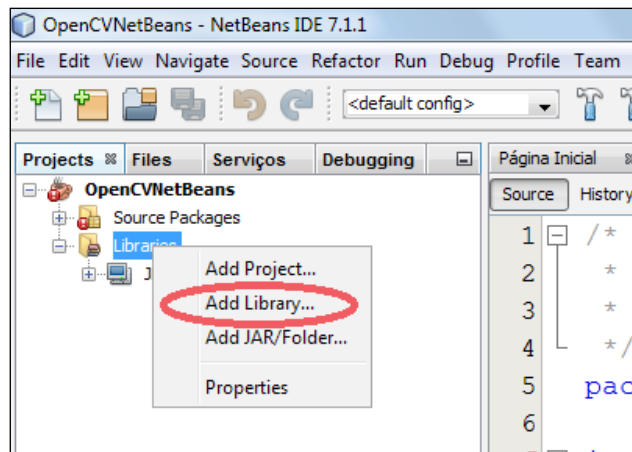 OpenCVNetBeans - NetBeans IDE 7.1.1
File Edit View Navigate Source Refactor Run Debug Profile Team
<default config>
Projects Files Serviços Debugging
Página Inicial
OpenCVNetBeans
Source History
Source Packages
Libraries
Add Project...
Add Library...
Add JAR/Folder...
Properties
1 /*
2 *
3 *
4 */
5 pac
6